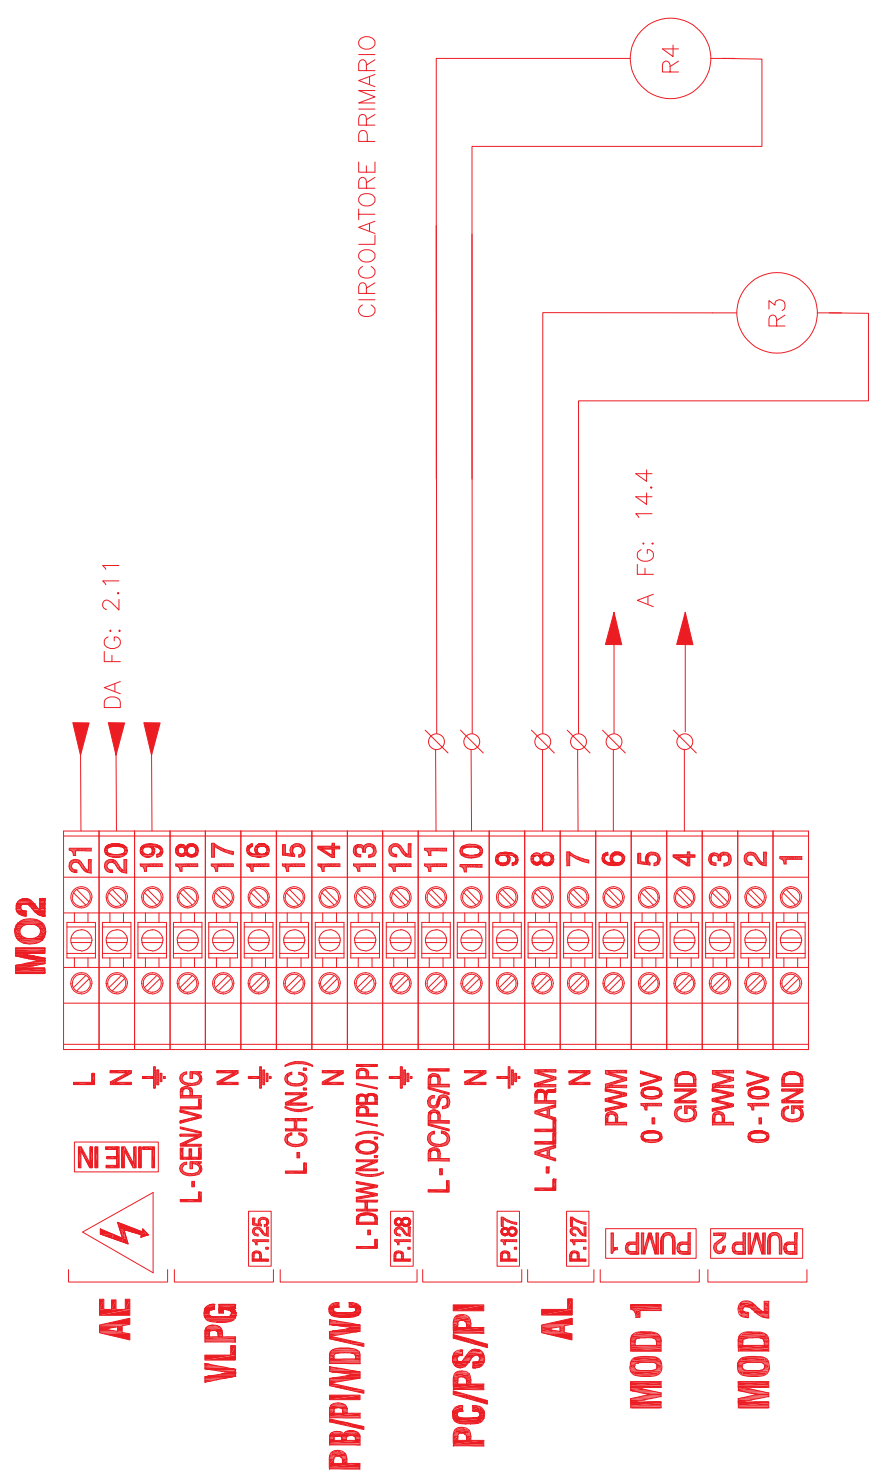 CIRCOLATORE PRIMARIO
R4
R3
DA FG: 2.11
A FG: 14.4
MO2
21
20
19
18
17
16
15
14
13
12
11
10
9
8
7
6
5
4
3
2
1
L
N
L - GEN/VLPG
N
L - CH (N.C.)
N
L - DHW (N.O.) / PB / PI
L - PC/PS/PI
N
L - ALLARM
N
PWM
0 - 10V
GND
PWM
0 - 10V
GND
LINE IN
P.125
P.128
P.187
P.127
PUMP 1
PUMP 2
AE
VLPG
PB/PI/VD/VC
PC/PS/PI
AL
MOD 1
MOD 2